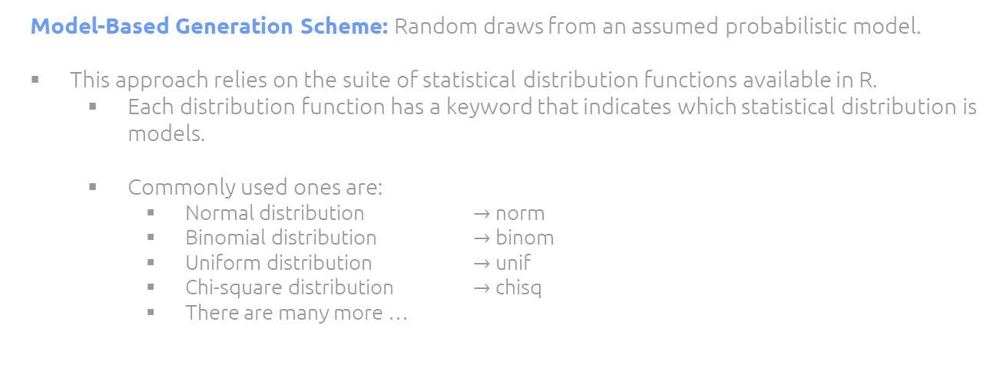 Model-Based Generation Scheme: Random draws from an assumed probabilistic model.
▪ This approach relies on the suite of statistical distribution functions available in R.
▪ Each distribution function has a keyword that indicates which statistical distribution is
models.
▪ Commonly used ones are:
▪ Normal distribution → norm
▪ Binomial distribution → binom
▪ Uniform distribution → unif
▪ Chi-square distribution → chisq
▪ There are many more …